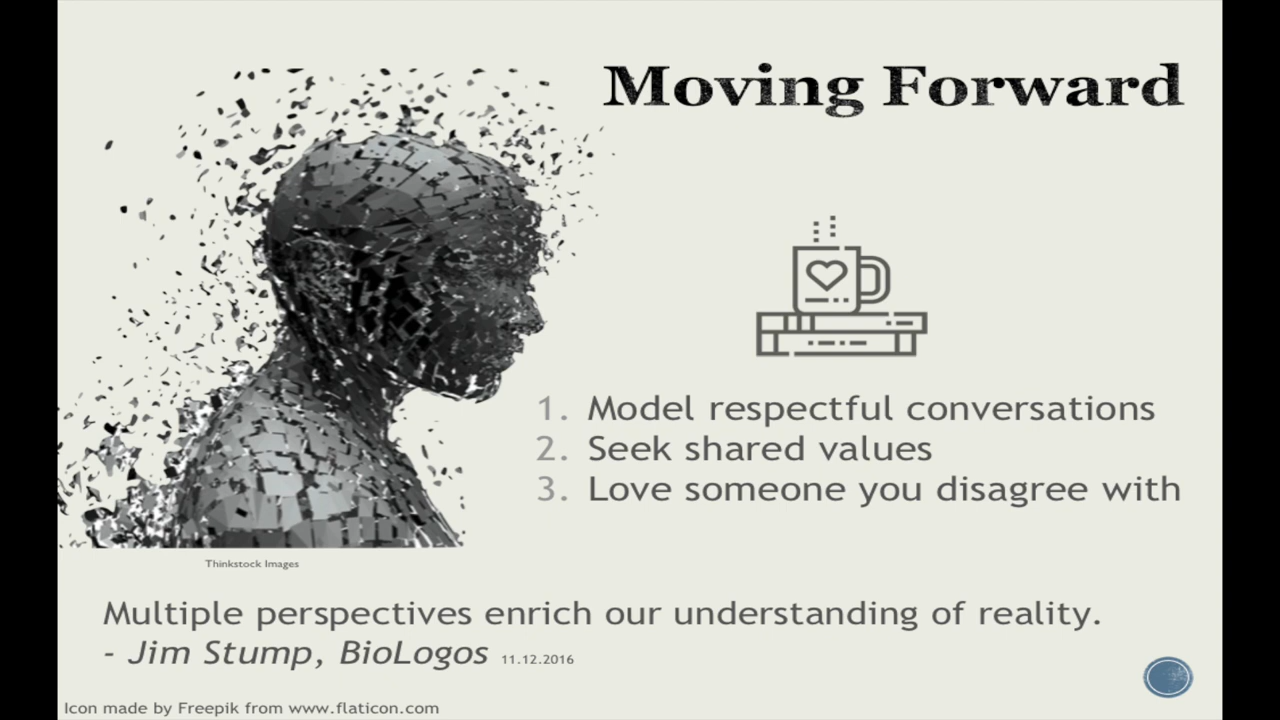 Moving Forward
1. Model respectful conversations
2. Seek shared values
3. Love someone you disagree with
Thinkstock Images
Multiple perspectives enrich our understanding of reality.
- Jim Stump, BioLogos 11.12.2016
Icon made by Freepik from www.flaticon.com